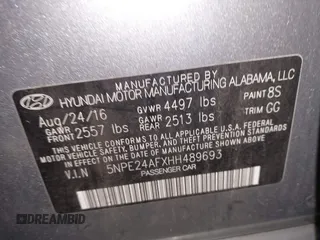 HYUNDAI MOTOR MANUFACTURING ALABAMA, LLC
Aug/24/16 GVWR 4497 lbs PAINT 8S
GAWR FRONT 2557 lbs GAWR REAR 2513 lbs TRIM GG
THIS VEHICLE CONFORMS TO ALL APPLICABLE
FEDERAL MOTOR VEHICLE SAFETY, BUMPER, AND
THEFT PREVENTION STANDARDS IN EFFECT ON
THE DATE OF MANUFACTURE SHOWN ABOVE.
V.I.N 5NPE24AFXHH489693
PASSENGER CAR
DREAMBID